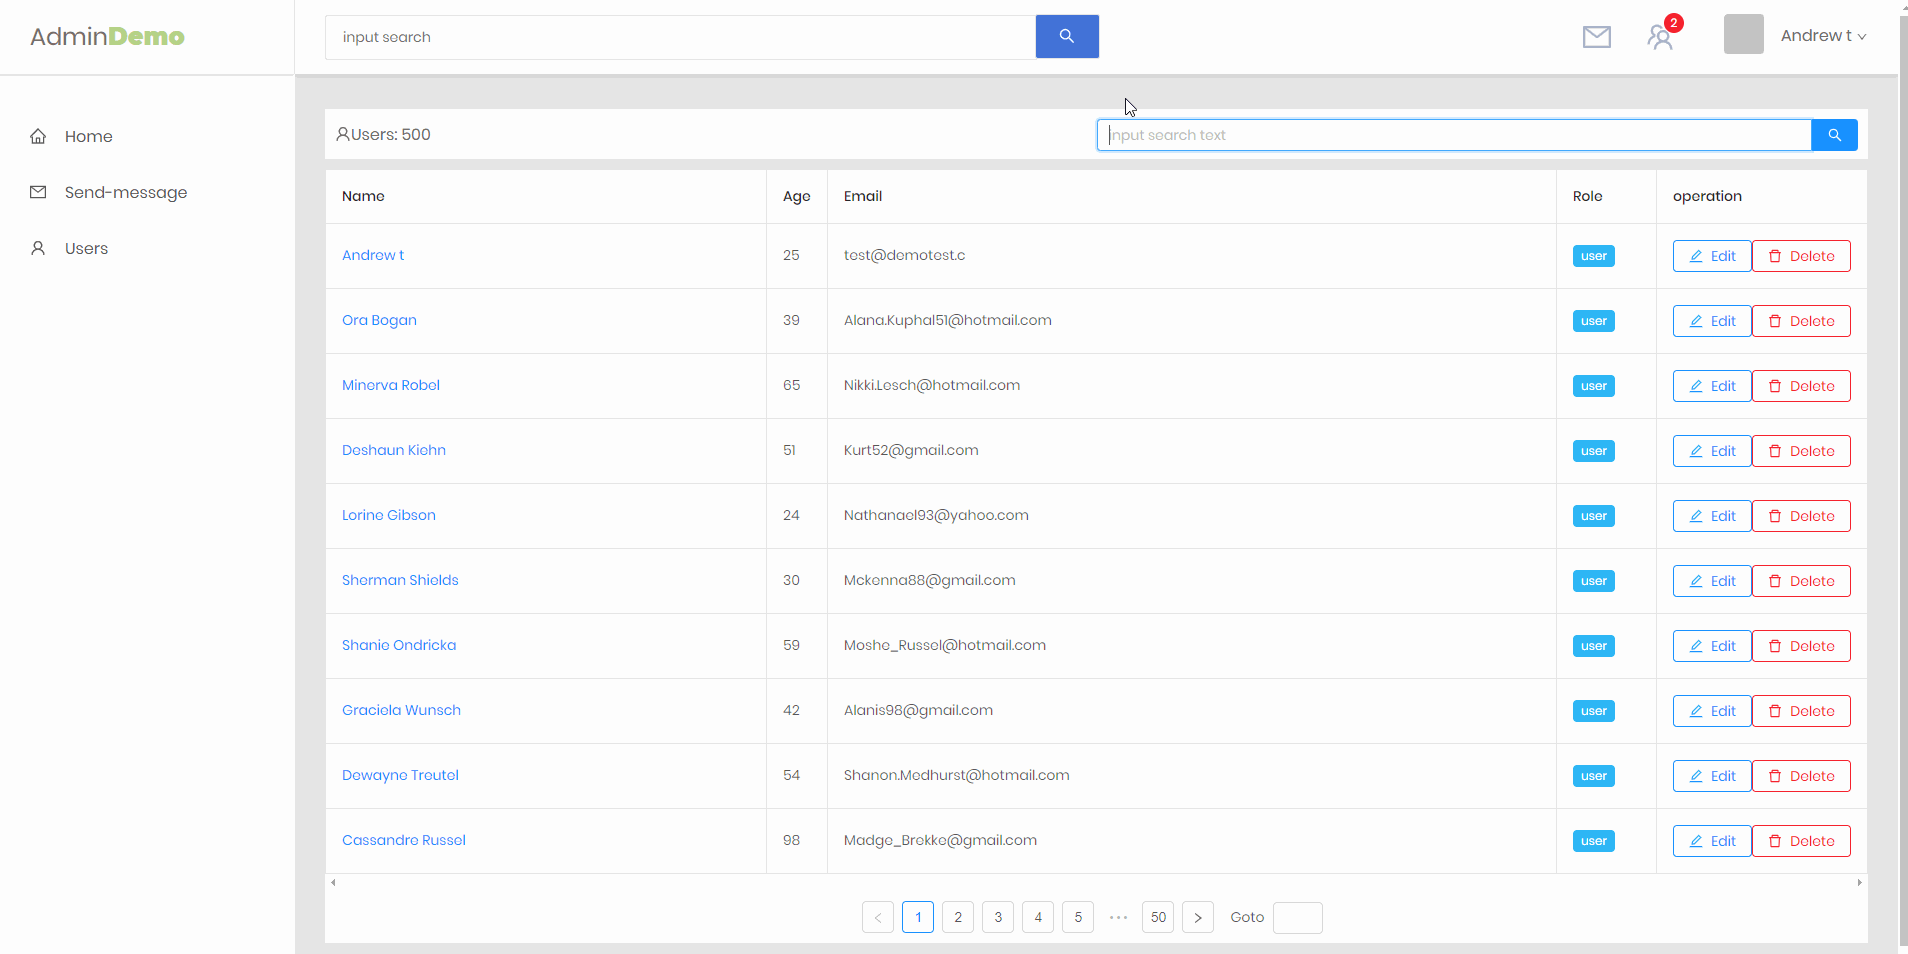 AdminDemo
input search
2
Andrew t
Home
Send-message
Users
Users: 500
input search text
Name Age Email Role operation
Andrew t 25 test@demotest.c user Edit Delete
Ora Bogan 39 Alana.Kuphal51@hotmail.com user Edit Delete
Minerva Robel 65 Nikki.Lesch@hotmail.com user Edit Delete
Deshaun Kiehn 51 Kurt52@gmail.com user Edit Delete
Lorine Gibson 24 Nathanael93@yahoo.com user Edit Delete
Sherman Shields 30 Mckenna88@gmail.com user Edit Delete
Shanie Ondricka 59 Moshe_Russel@hotmail.com user Edit Delete
Graciela Wunsch 42 Alanis98@gmail.com user Edit Delete
Dewayne Treutel 54 Shanon.Medhurst@hotmail.com user Edit Delete
Cassandre Russel 98 Madge_Brekke@gmail.com user Edit Delete
< 1 2 3 4 5 ••• 50 > Goto